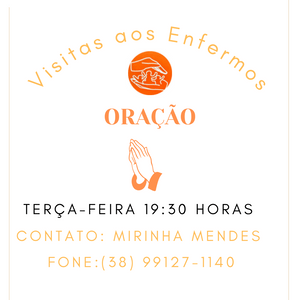 Visitas aos Enfermos
ORAÇÃO
TERÇA-FEIRA 19:30 HORAS
CONTATO: MIRINHA MENDES
FONE:(38) 99127-1140